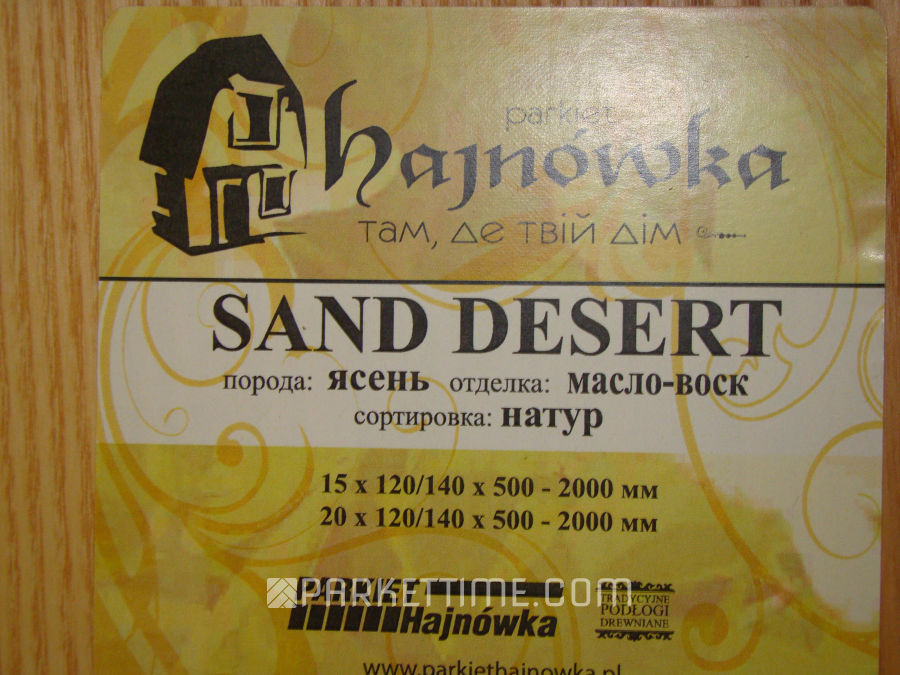 parkiet
hajnówka
там, де твій дім
SAND DESERT
порода: ясень отделка: масло-воск
сортировка: натур
15 x 120/140 x 500 - 2000 мм
20 x 120/140 x 500 - 2000 мм
PARKETTIME.COM
PARKIET
Hajnówka
TRADYCYJNE
PODŁOGI
DREWNIANE
www.parkiethajnowka.pl